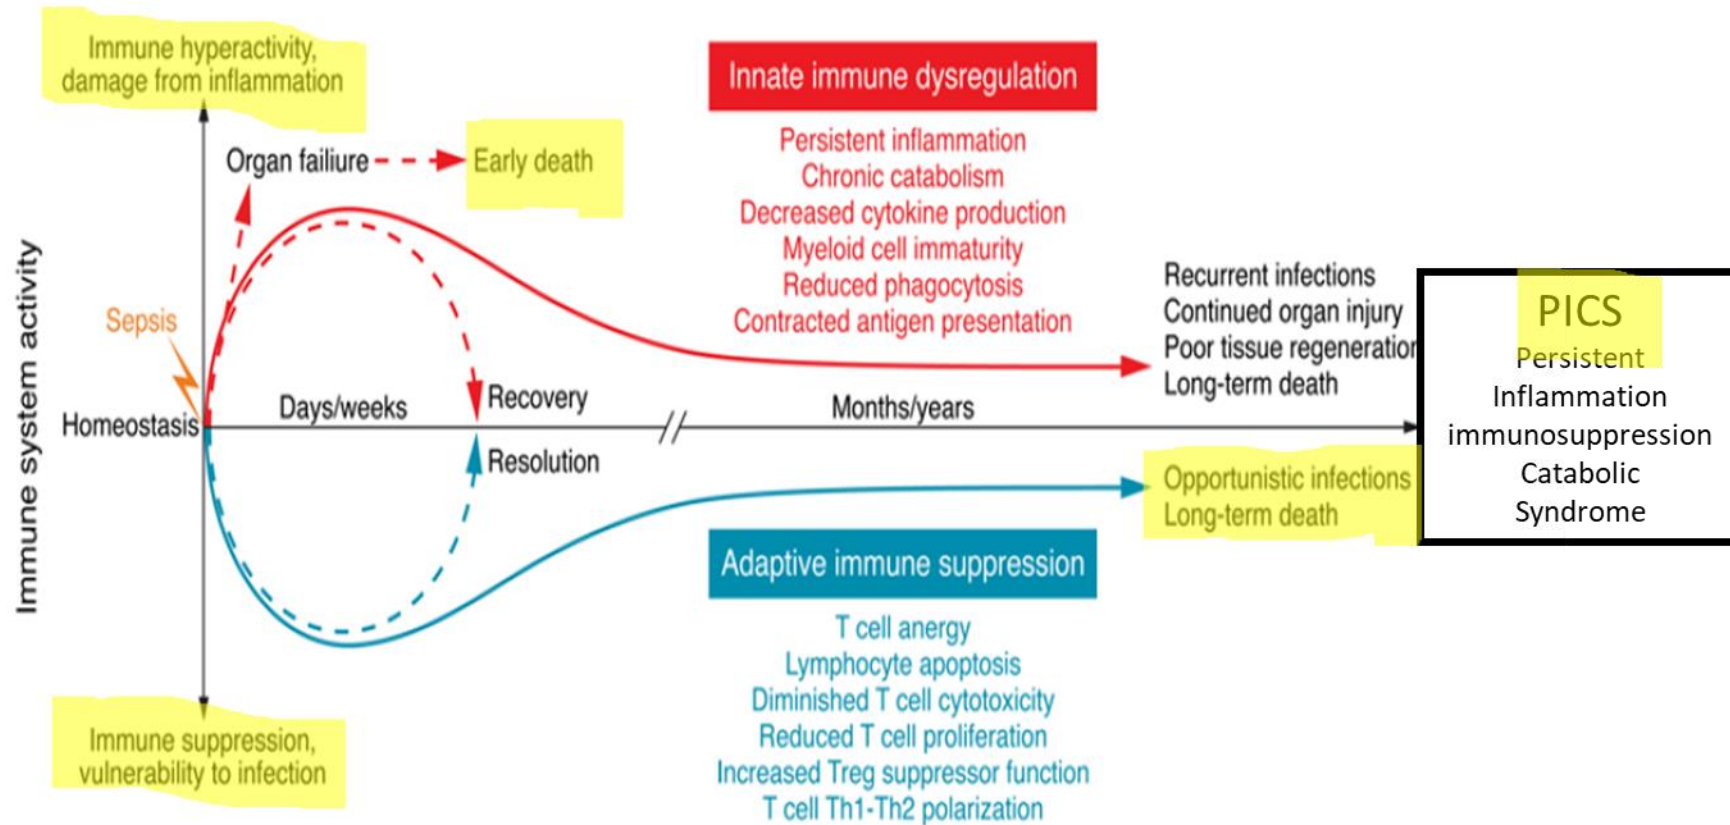 Immune hyperactivity,
damage from inflammation
Organ failiure
Early death
Innate immune dysregulation
Persistent inflammation
Chronic catabolism
Decreased cytokine production
Myeloid cell immaturity
Reduced phagocytosis
Contracted antigen presentation
Immune system activity
Sepsis
Homeostasis
Days/weeks
Recovery
Resolution
Months/years
Recurrent infections
Continued organ injury
Poor tissue regeneration
Long-term death
Opportunistic infections
Long-term death
PICS
Persistent
Inflammation
immunosuppression
Catabolic
Syndrome
Adaptive immune suppression
T cell anergy
Lymphocyte apoptosis
Diminished T cell cytotoxicity
Reduced T cell proliferation
Increased Treg suppressor function
T cell Th1-Th2 polarization
Immune suppression,
vulnerability to infection